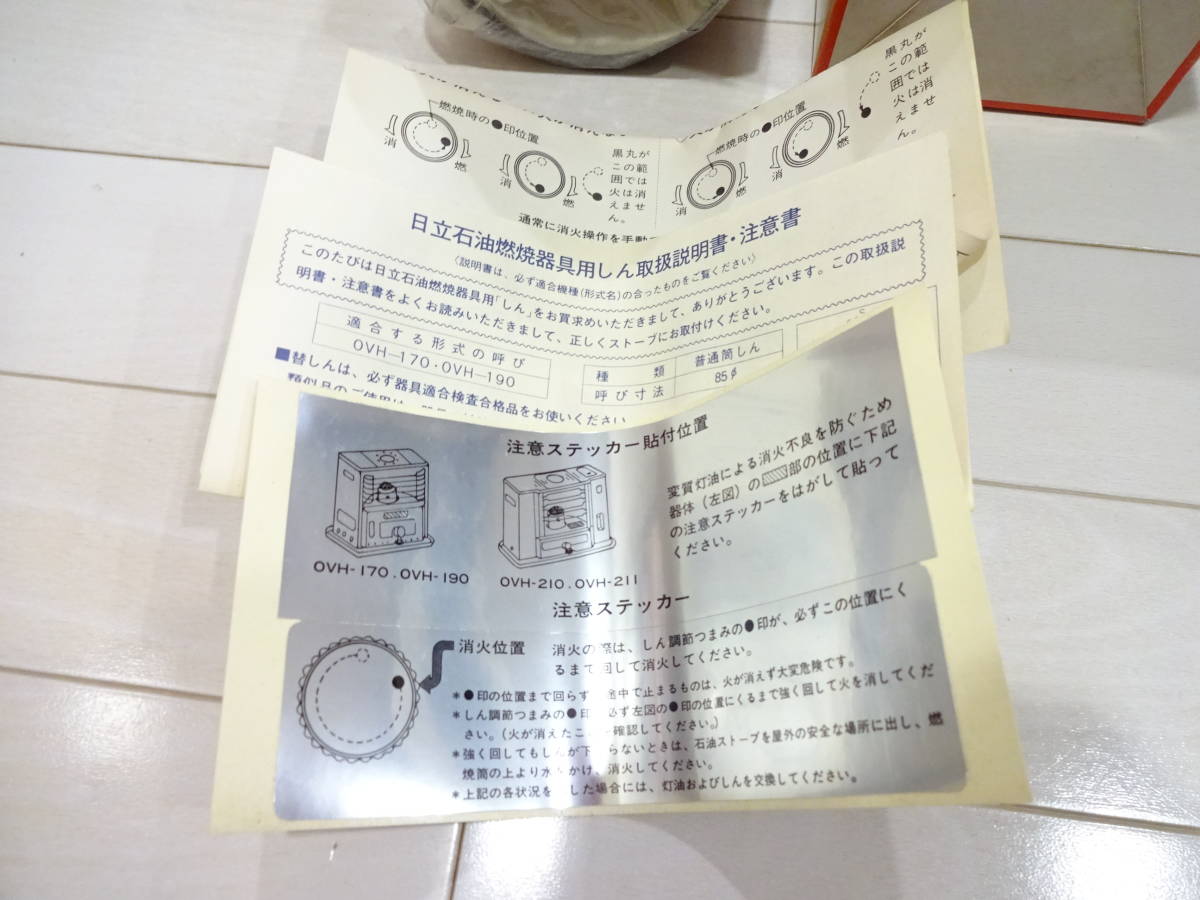 燃焼時の●印位置
消
燃
消
燃
黒丸が
この範
囲では
火は消
えませ
ん。
燃焼時の●印位置
消
燃
黒丸が
この範
囲では
火は消
えませ
ん。
通常に消火操作を手動
日立石油燃焼器具用しん取扱説明書・注意書
〈説明書は、必ず適合機種(形式名)の合ったものをご覧ください〉
このたびは日立石油燃焼器具用「しん」をお買求めいただきまして、ありがとうございます。この取扱説
明書・注意書をよくお読みいただきまして、正しくストーブにお取付けください。
適合する形式の呼び
OVH-170・OVH-190
種類 普通筒しん
呼び寸法 85φ
■替しんは、必ず器具適合検査合格品をお使いください
注意ステッカー貼付位置
OVH-170.OVH-190
OVH-210.OVH-211
変質灯油による消火不良を防ぐため
器体(左図)の部の位置に下記
の注意ステッカーをはがして貼って
ください。
注意ステッカー
消火位置
消火の際は、しん調節つまみの●印が、必ずこの位置にく
るまで回して消火してください。
*●印の位置まで回らず 途中で止まるものは、火が消えず大変危険です。
*しん調節つまみの●印 必ず左図の●印の位置にくるまで強く回して火を消してくだ
さい。(火が消えたこ 確認してください。)
*強く回してもしんが下 らないときは、石油ストーブを屋外の安全な場所に出し、燃
焼筒の上より水をかけ、消火してください。
*上記の各状況を した場合には、灯油およびしんを交換してください。